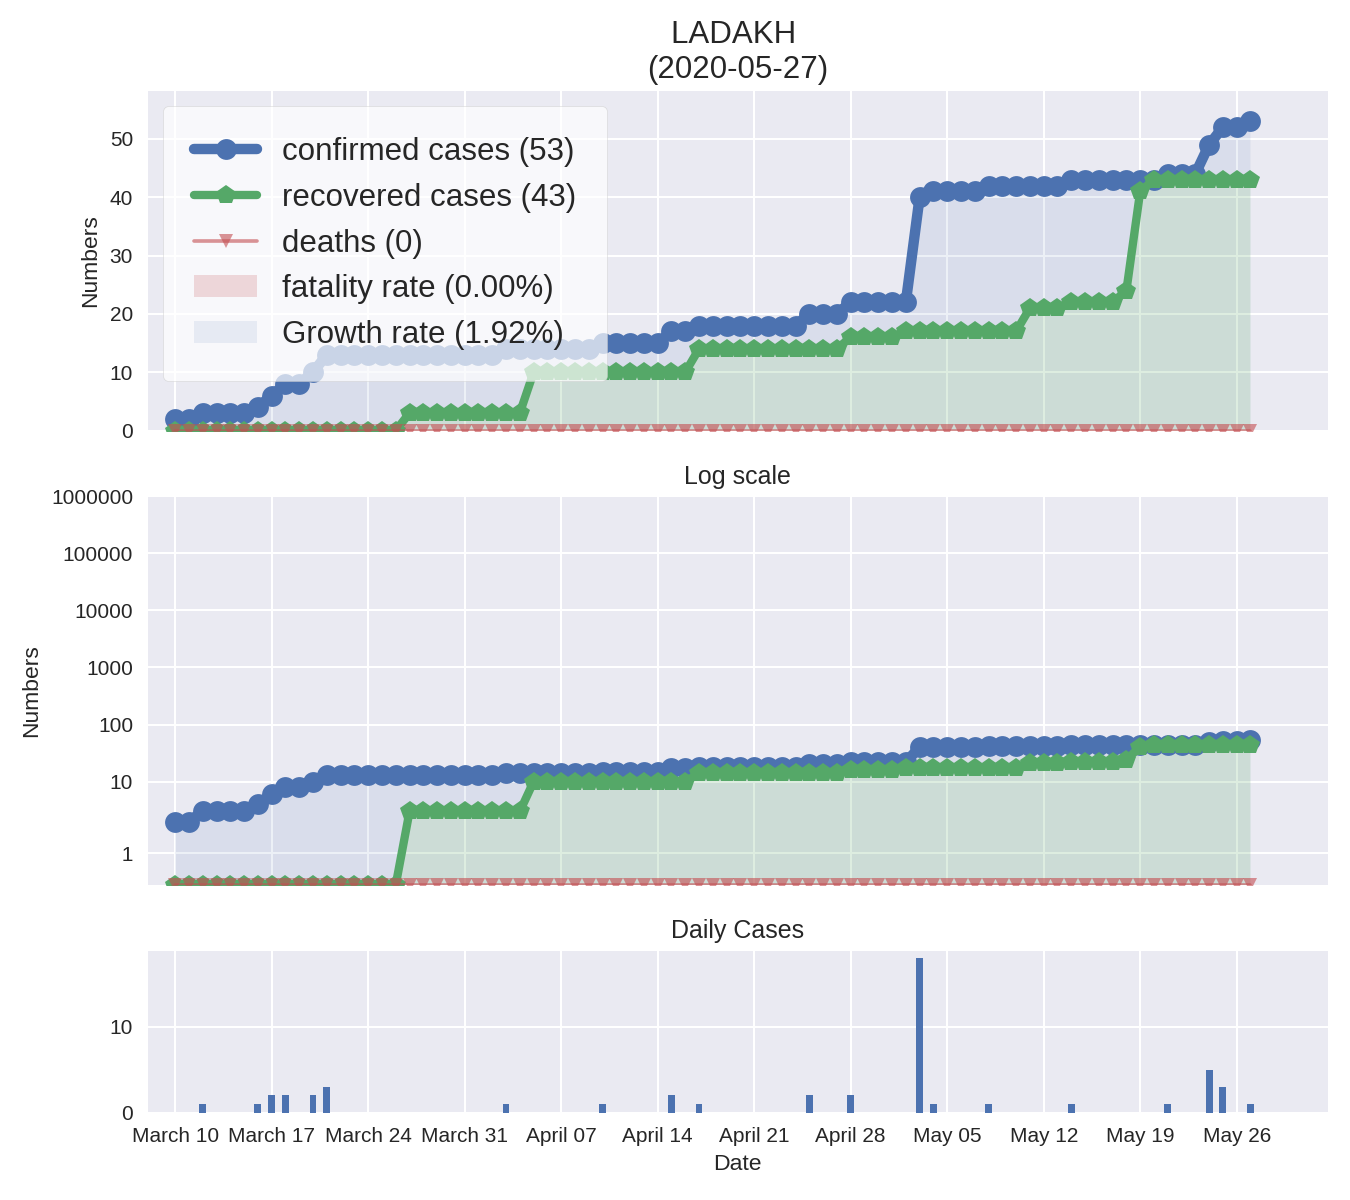 LADAKH
(2020-05-27)
confirmed cases (53)
recovered cases (43)
deaths (0)
fatality rate (0.00%)
Growth rate (1.92%)
Numbers
50
40
30
20
10
0
Log scale
Numbers
1000000
100000
10000
1000
100
10
1
Daily Cases
10
0
March 10 March 17 March 24 March 31 April 07 April 14 April 21 April 28 May 05 May 12 May 19 May 26
Date